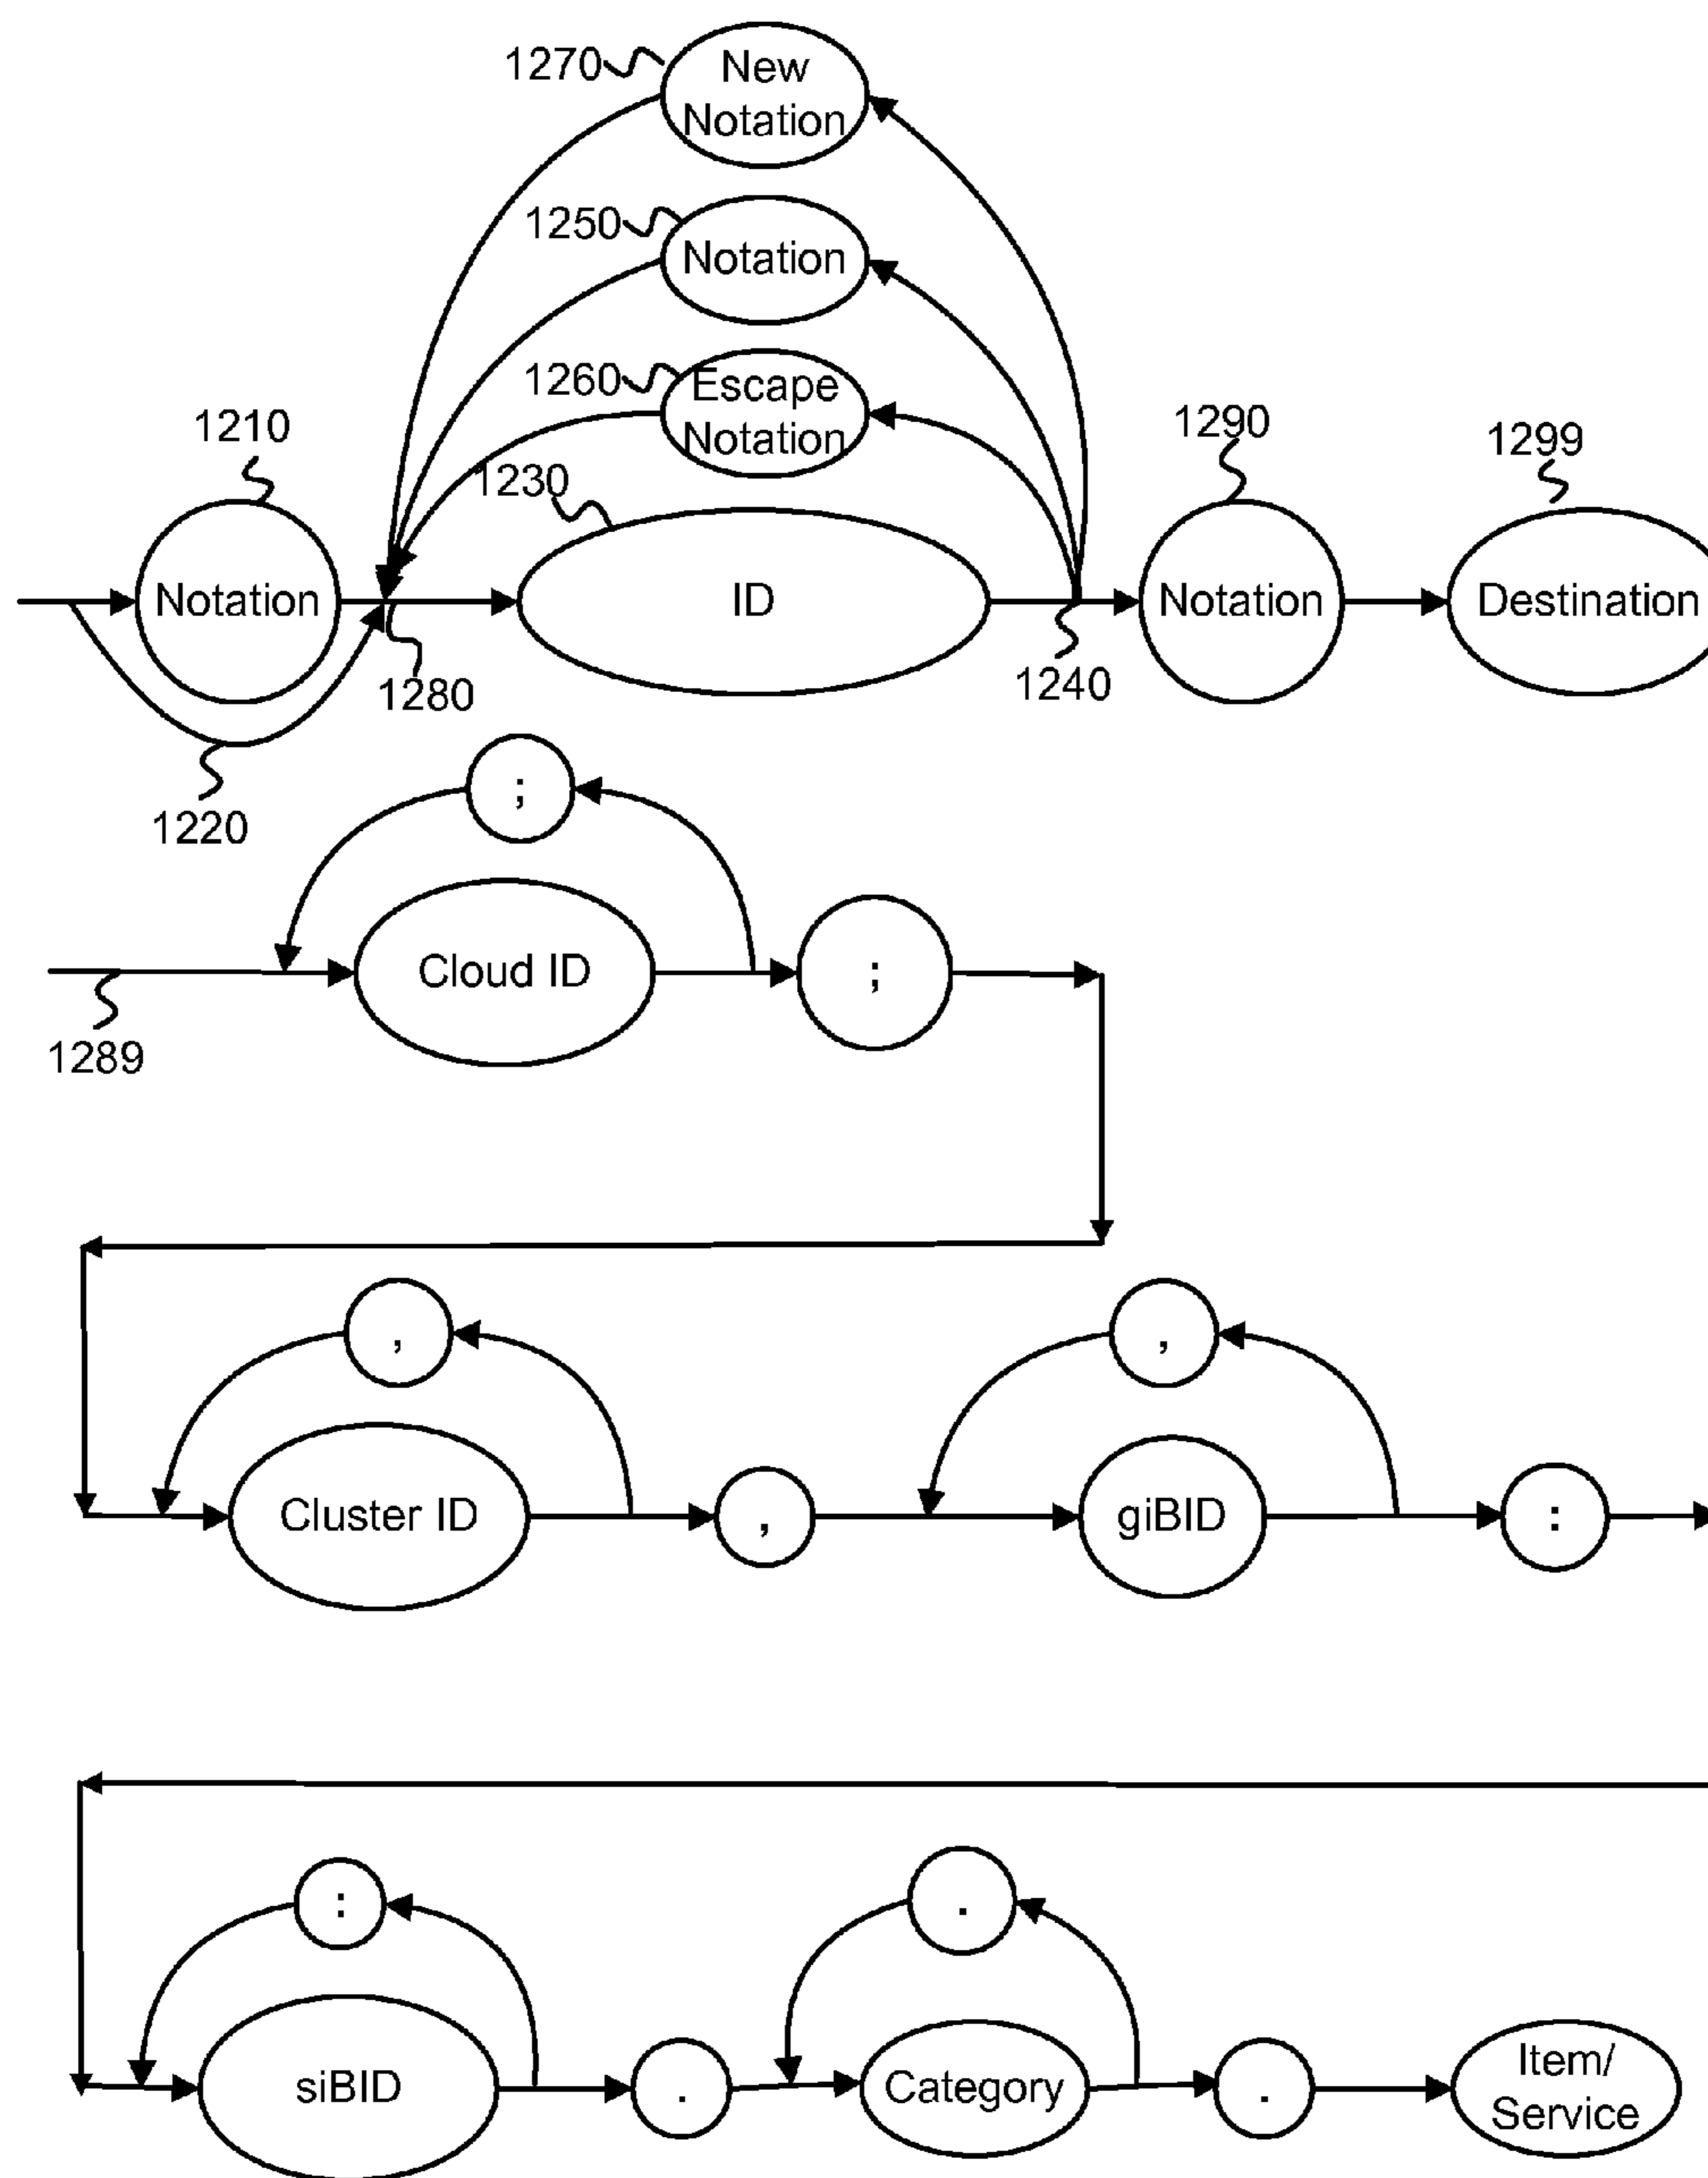 1270
New
Notation
1250
Notation
1260
Escape
Notation
1210
1230
1290
1299
Notation
ID
Notation
Destination
1280
1240
1220
;
Cloud ID
;
1289
,
,
Cluster ID
,
giBID
:
:
.
siBID
.
Category
.
Item/
Service